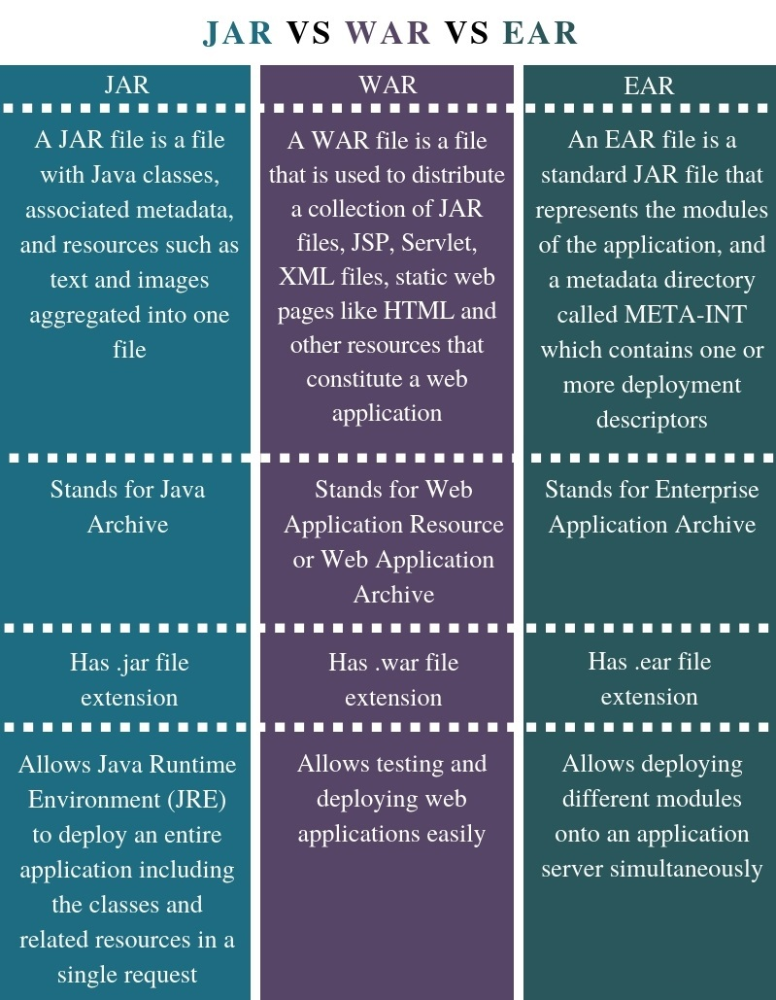 JAR VS WAR VS EAR
JAR
A JAR file is a file
with Java classes,
associated metadata,
and resources such as
text and images
aggregated into one
file
Stands for Java
Archive
Has .jar file
extension
Allows Java Runtime
Environment (JRE)
to deploy an entire
application including
the classes and
related resources in a
single request
WAR
A WAR file is a file
that is used to distribute
a collection of JAR
files, JSP, Servlet,
XML files, static web
pages like HTML and
other resources that
constitute a web
application
Stands for Web
Application Resource
or Web Application
Archive
Has .war file
extension
Allows testing and
deploying web
applications easily
EAR
An EAR file is a
standard JAR file that
represents the modules
of the application, and
a metadata directory
called META-INT
which contains one or
more deployment
descriptors
Stands for Enterprise
Application Archive
Has .ear file
extension
Allows deploying
different modules
onto an application
server simultaneously